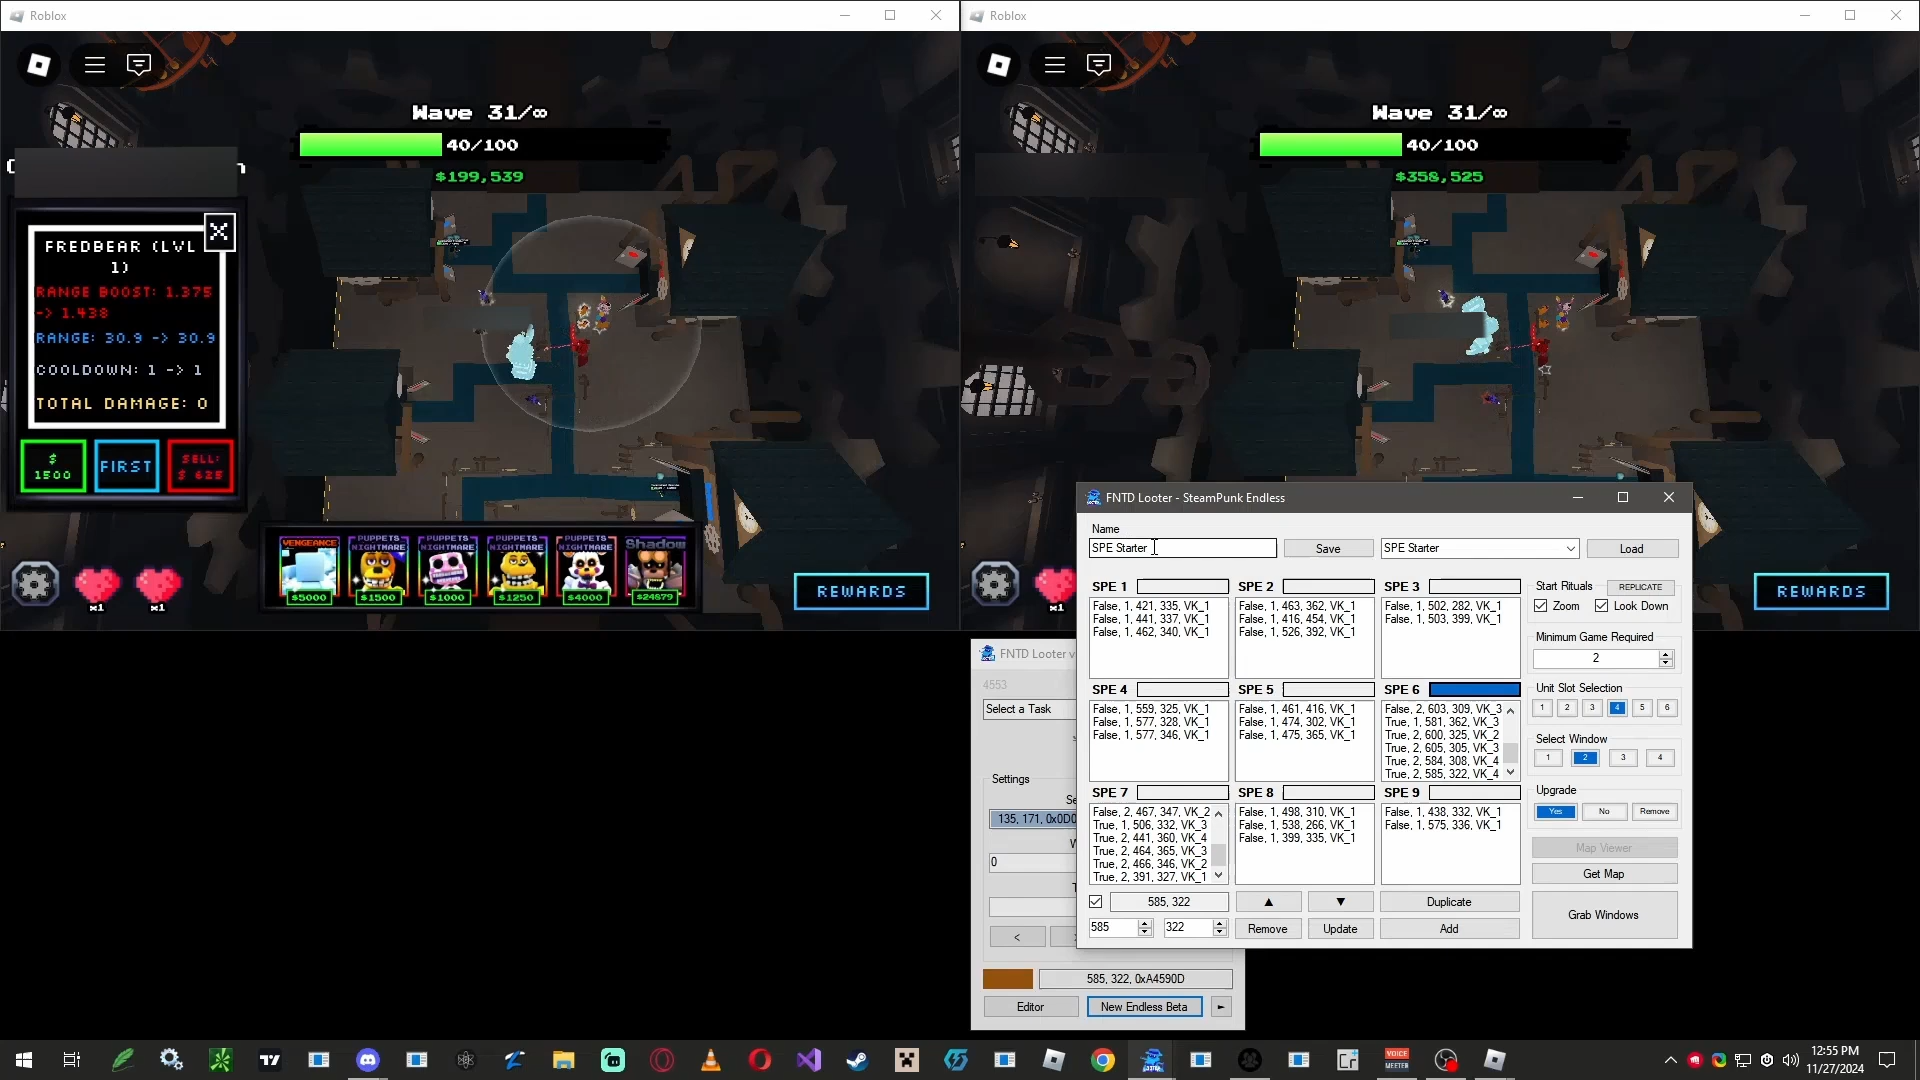 Roblox
Wave 31/∞
40/100
$199,539
FREDBEAR (LVL
1)
RANGE BOOST: 1.375
-> 1.438
RANGE: 30.9 -> 30.9
COOLDOWN: 1 -> 1
TOTAL DAMAGE: 0
$
1500
FIRST
SELL:
$ 625
x1
x1
VENGEANCE
$5000
PUPPETS
NIGHTMARE
$1500
PUPPETS
NIGHTMARE
$1000
PUPPETS
NIGHTMARE
$1250
PUPPETS
NIGHTMARE
$4000
Shadow
$24679
REWARDS
Roblox
Wave 31/∞
40/100
$358,525
x1
REWARDS
FNTD Looter v
4553
Select a Task
Settings
135, 171, 0x0D0
0
<
585, 322, 0xA4590D
Editor
New Endless Beta
FNTD Looter - SteamPunk Endless
Name
SPE Starter
Save
SPE Starter
Load
SPE 1
False, 1, 421, 335, VK_1
False, 1, 441, 337, VK_1
False, 1, 462, 340, VK_1
SPE 2
False, 1, 463, 362, VK_1
False, 1, 416, 454, VK_1
False, 1, 526, 392, VK_1
SPE 3
False, 1, 502, 282, VK_1
False, 1, 503, 399, VK_1
SPE 4
False, 1, 559, 325, VK_1
False, 1, 577, 328, VK_1
False, 1, 577, 346, VK_1
SPE 5
False, 1, 461, 416, VK_1
False, 1, 474, 302, VK_1
False, 1, 475, 365, VK_1
SPE 6
False, 2, 603, 309, VK_3
True, 1, 581, 362, VK_3
True, 2, 600, 325, VK_2
True, 2, 605, 305, VK_3
True, 2, 584, 308, VK_4
True, 2, 585, 322, VK_4
SPE 7
False, 2, 467, 347, VK_2
True, 1, 506, 332, VK_3
True, 2, 441, 360, VK_4
True, 2, 464, 365, VK_3
True, 2, 466, 346, VK_2
True, 2, 391, 327, VK_1
SPE 8
False, 1, 498, 310, VK_1
False, 1, 538, 266, VK_1
False, 1, 399, 335, VK_1
SPE 9
False, 1, 438, 332, VK_1
False, 1, 575, 336, VK_1
585, 322
▲
▼
Duplicate
585
322
Remove
Update
Add
Start Rituals
REPLICATE
Zoom
Look Down
Minimum Game Required
2
Unit Slot Selection
1 2 3 4 5 6
Select Window
1 2 3 4
Upgrade
Yes No Remove
Map Viewer
Get Map
Grab Windows
VOICE
MEETER
12:55 PM
11/27/2024